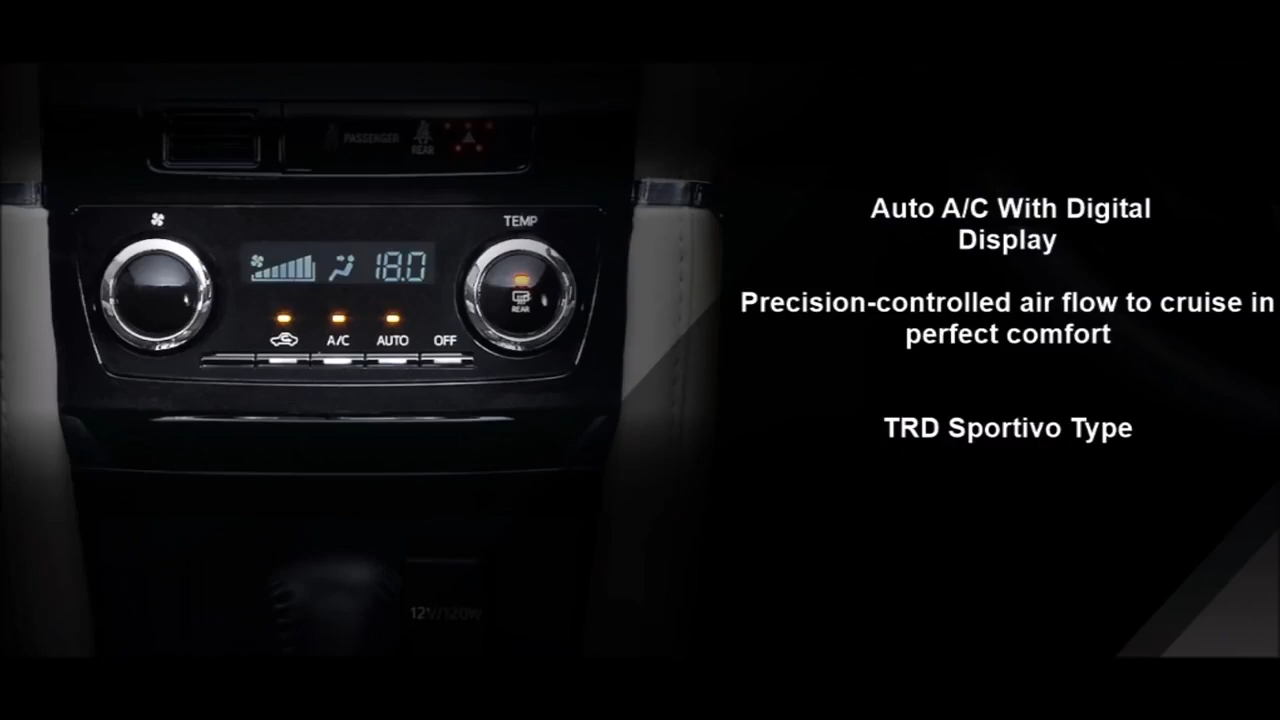 PASSENGER
REAR
TEMP
18.0
REAR
A/C AUTO OFF
12V/120W
Auto A/C With Digital
Display
Precision-controlled air flow to cruise in
perfect comfort
TRD Sportivo Type